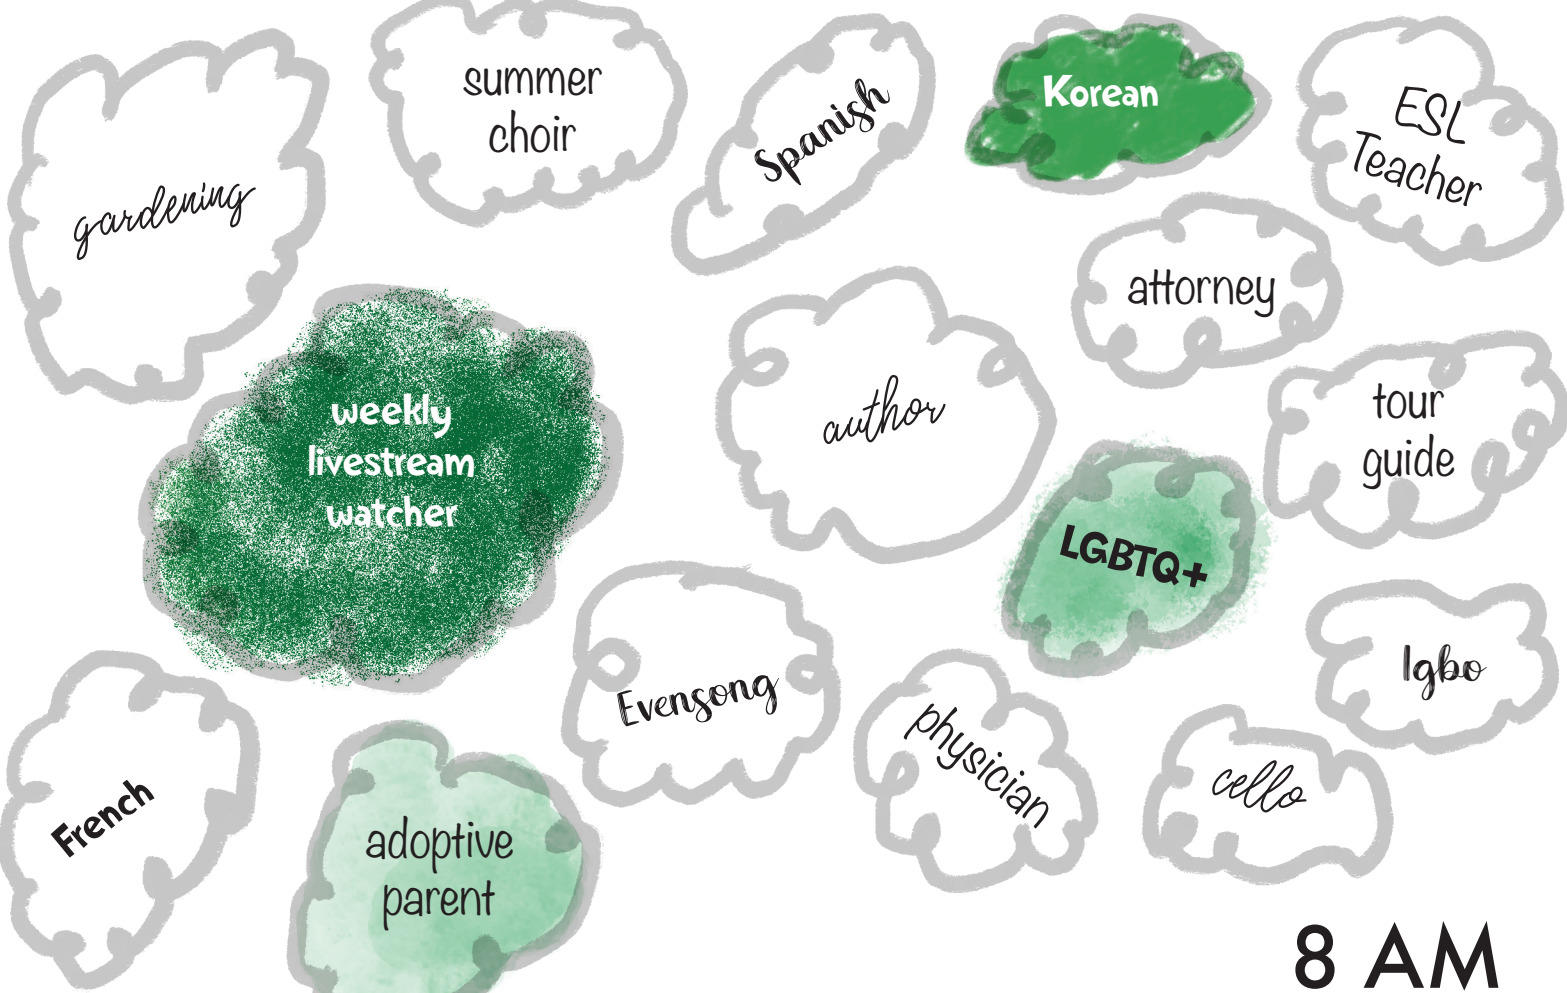 summer
choir
Spanish
Korean
ESL
Teacher
gardening
attorney
weekly
livestream
watcher
author
tour
guide
LGBTQ+
Evensong
Igbo
French
physician
cello
adoptive
parent
8 AM